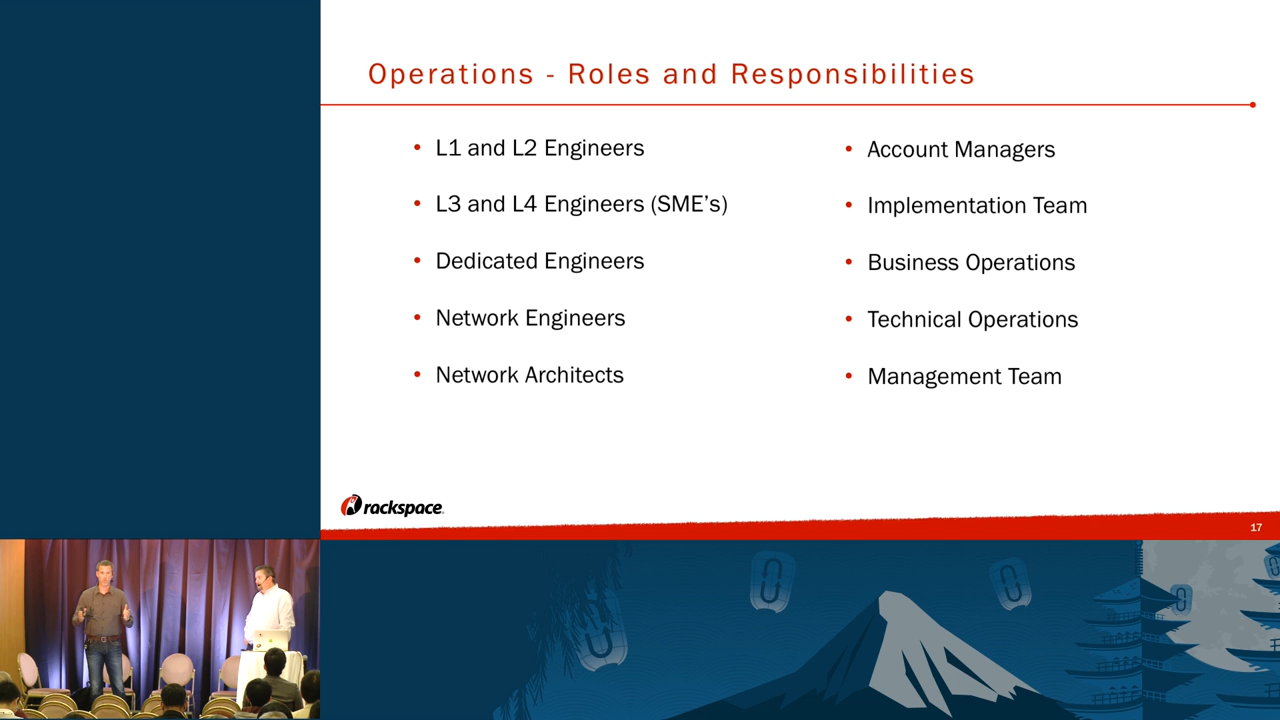 Operations - Roles and Responsibilities
• L1 and L2 Engineers
• L3 and L4 Engineers (SME’s)
• Dedicated Engineers
• Network Engineers
• Network Architects
• Account Managers
• Implementation Team
• Business Operations
• Technical Operations
• Management Team
rackspace
17